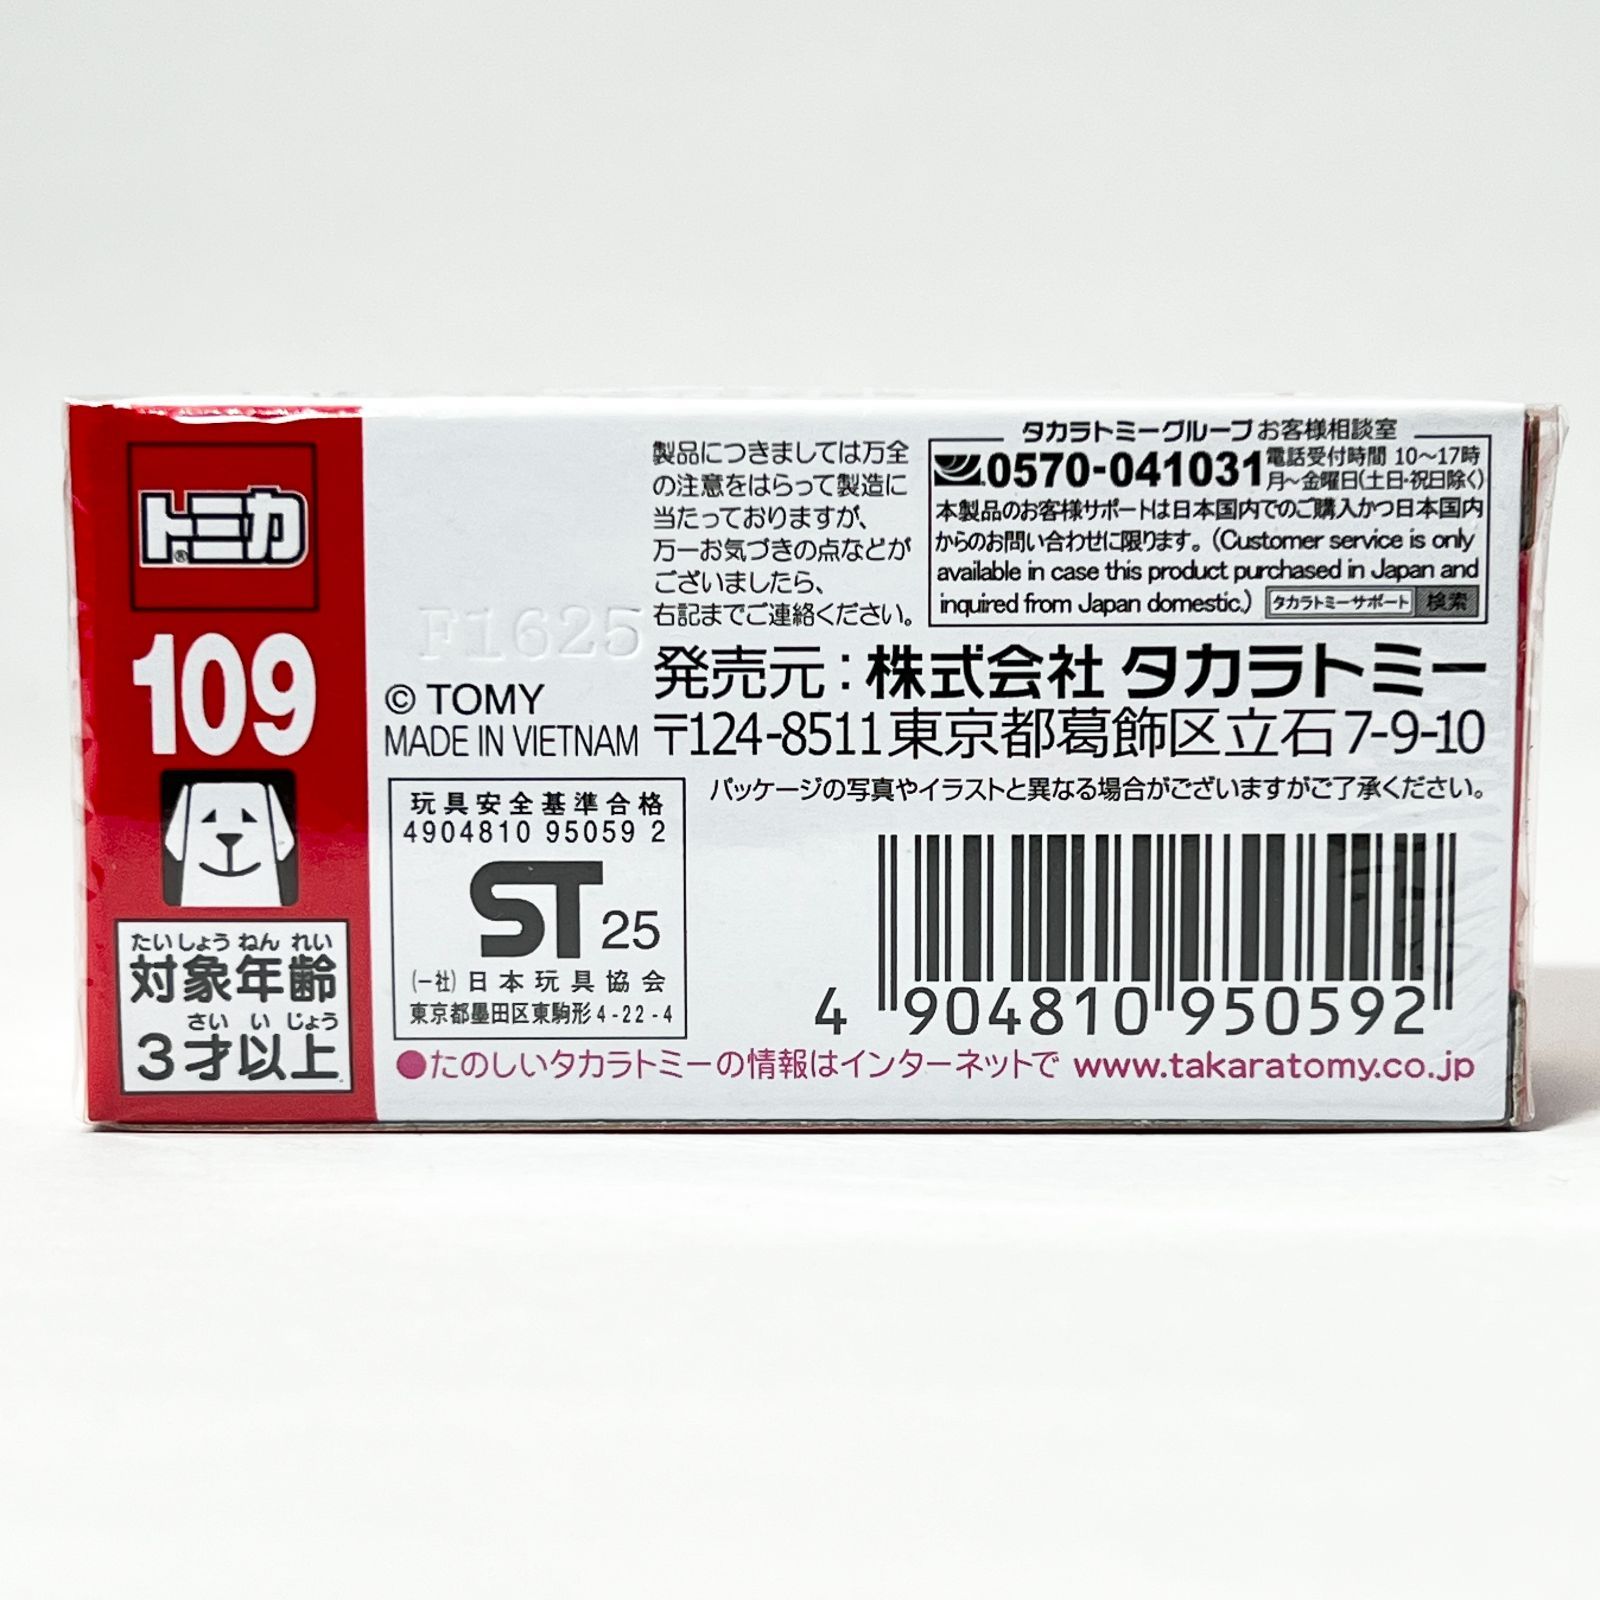 トミカ®
109
たいしょうねんれい
対象年齢
さいいじょう
3才以上
F1625
© TOMY
MADE IN VIETNAM
玩具安全基準合格
4904810 95059 2
ST 25
(一社)日本玩具協会
東京都墨田区東駒形4-22-4
製品につきましては万全
の注意をはらって製造に
当たっておりますが、
万一お気づきの点などが
ございましたら、
右記までご連絡ください。
タカラトミーグループお客様相談室
0570-041031
電話受付時間 10〜17時
月〜金曜日(土日・祝日除く)
本製品のお客様サポートは日本国内でのご購入かつ日本国内
からのお問い合わせに限ります。(Customer service is only
available in case this product purchased in Japan and
inquired from Japan domestic.) タカラトミーサポート 検索
発売元:株式会社 タカラトミー
〒124-8511 東京都葛飾区立石7-9-10
パッケージの写真やイラストと異なる場合がございますがご了承ください。
4 904810 950592
●たのしいタカラトミーの情報はインターネットで www.takaratomy.co.jp